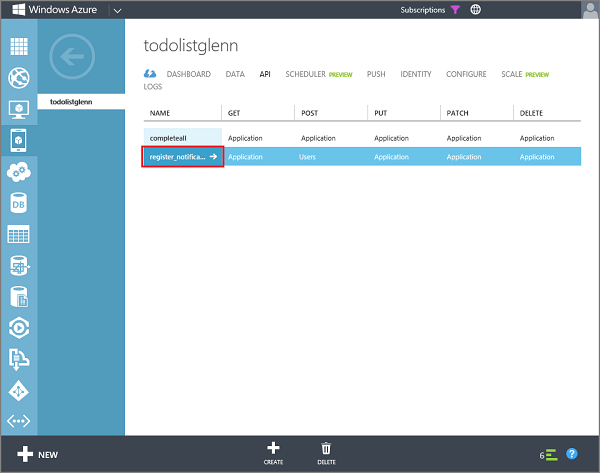 Windows Azure
Subscriptions
todolistglenn
todolistglenn
DASHBOARD DATA API SCHEDULER PREVIEW PUSH IDENTITY CONFIGURE SCALE PREVIEW
LOGS
NAME GET POST PUT PATCH DELETE
completeall Application Application Application Application Application
register_notifica... Application Users Application Application Application
DB
NEW
CREATE
DELETE
6
?